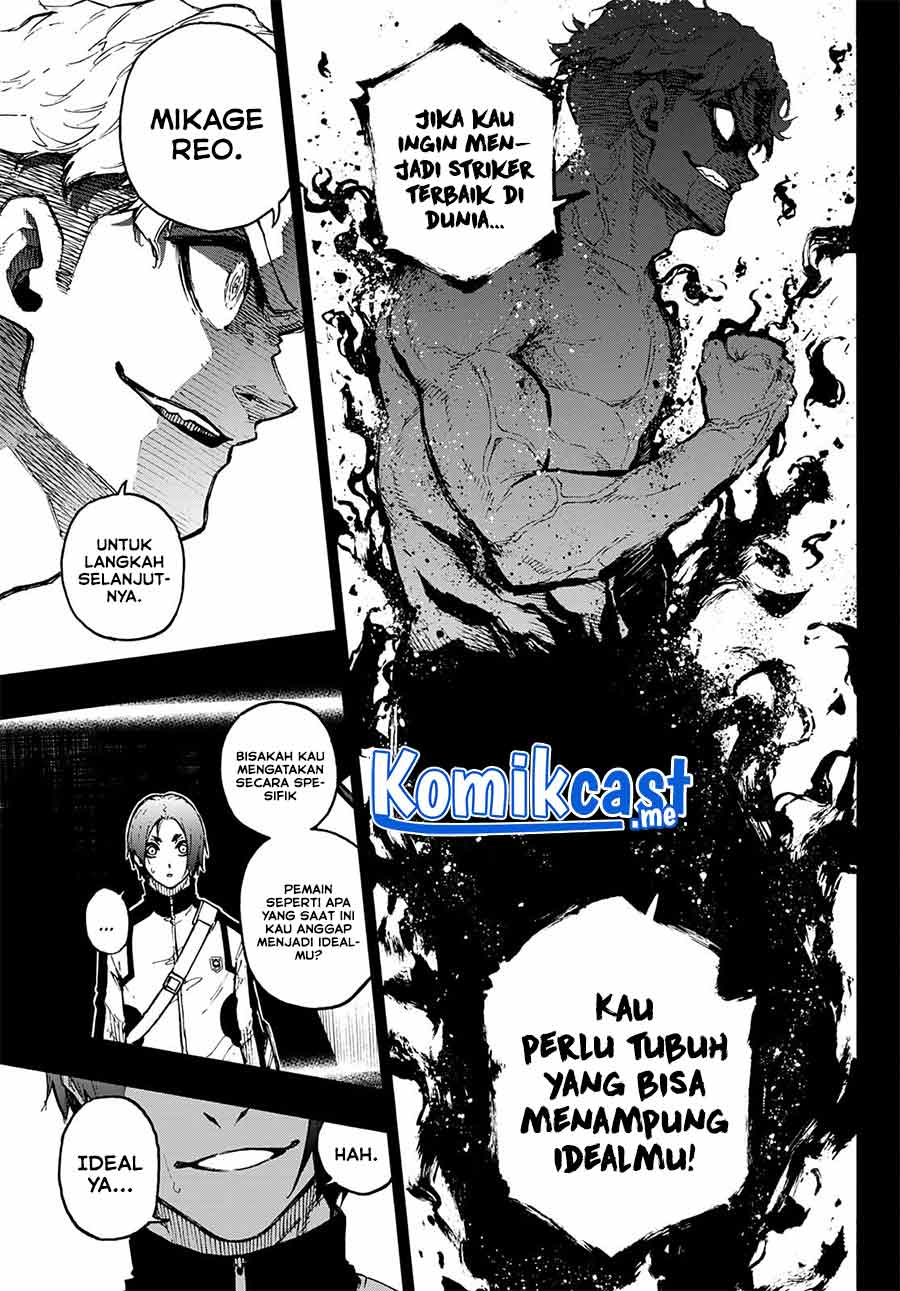 JIKA KAU
INGIN MEN-
JADI STRIKER
TERBAIK DI
DUNIA...
KAU
PERLU TUBUH
YANG BISA
MENAMPUNG
IDEALMU!
MIKAGE
REO.
UNTUK
LANGKAH
SELANJUT-
NYA.
BISAKAH KAU
MENGATAKAN
SECARA SPE-
SIFIK
PEMAIN
SEPERTI APA
YANG SAAT INI
KAU ANGGAP
MENJADI IDEAL-
MU?
...
HAH.
IDEAL
YA...
Komikcast
.me